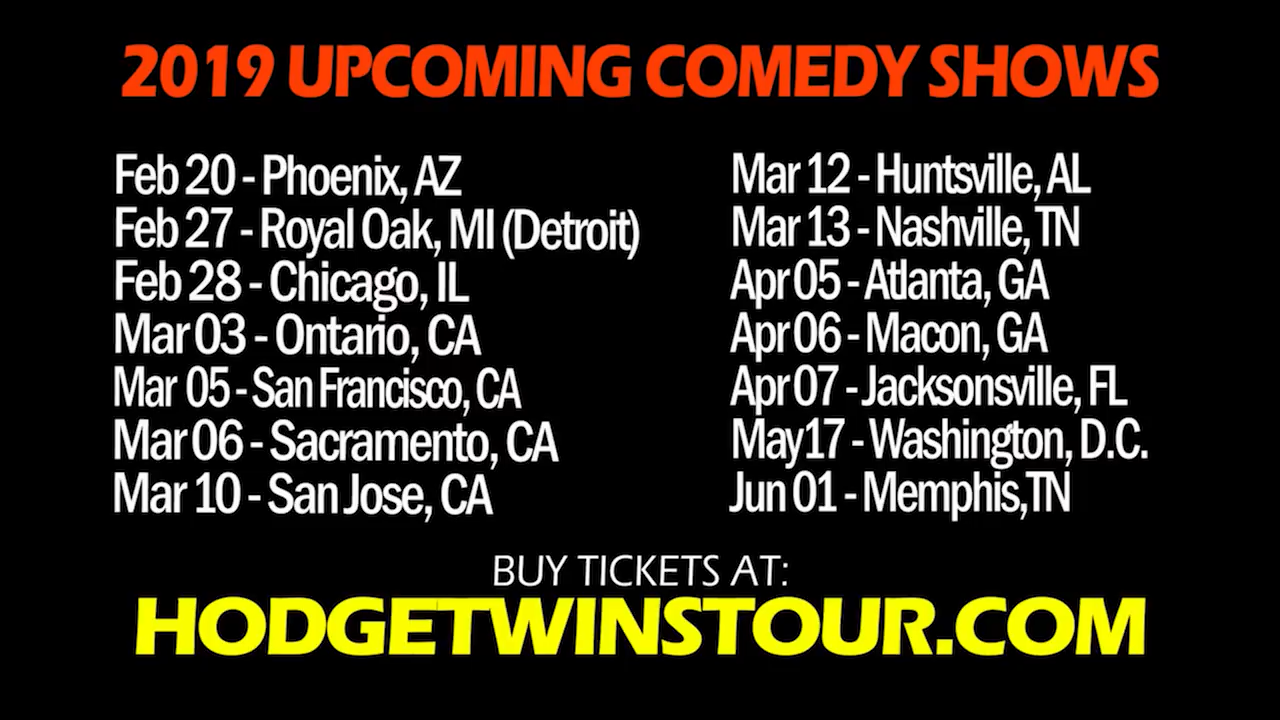 2019 UPCOMING COMEDY SHOWS
Feb 20 - Phoenix, AZ
Feb 27 - Royal Oak, MI (Detroit)
Feb 28 - Chicago, IL
Mar 03 - Ontario, CA
Mar 05 - San Francisco, CA
Mar 06 - Sacramento, CA
Mar 10 - San Jose, CA
Mar 12 - Huntsville, AL
Mar 13 - Nashville, TN
Apr 05 - Atlanta, GA
Apr 06 - Macon, GA
Apr 07 - Jacksonsville, FL
May 17 - Washington, D.C.
Jun 01 - Memphis,TN
BUY TICKETS AT:
HODGETWINSTOUR.COM